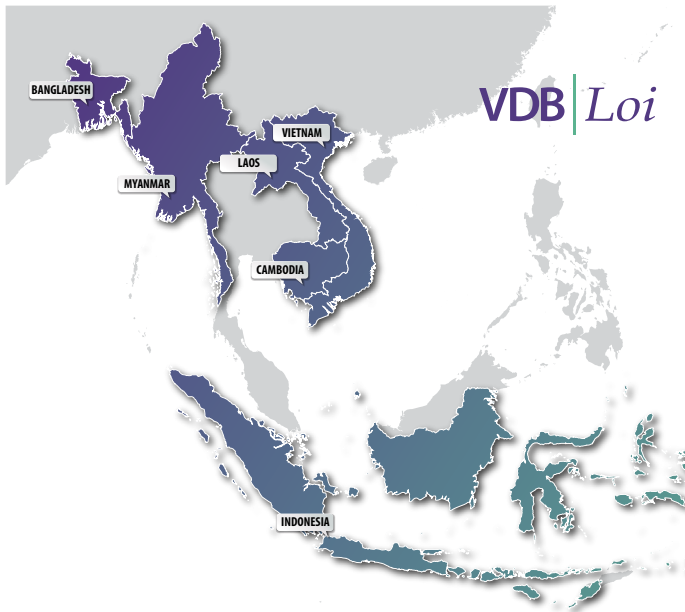 BANGLADESH
VDB Loi
VIETNAM
LAOS
MYANMAR
CAMBODIA
INDONESIA